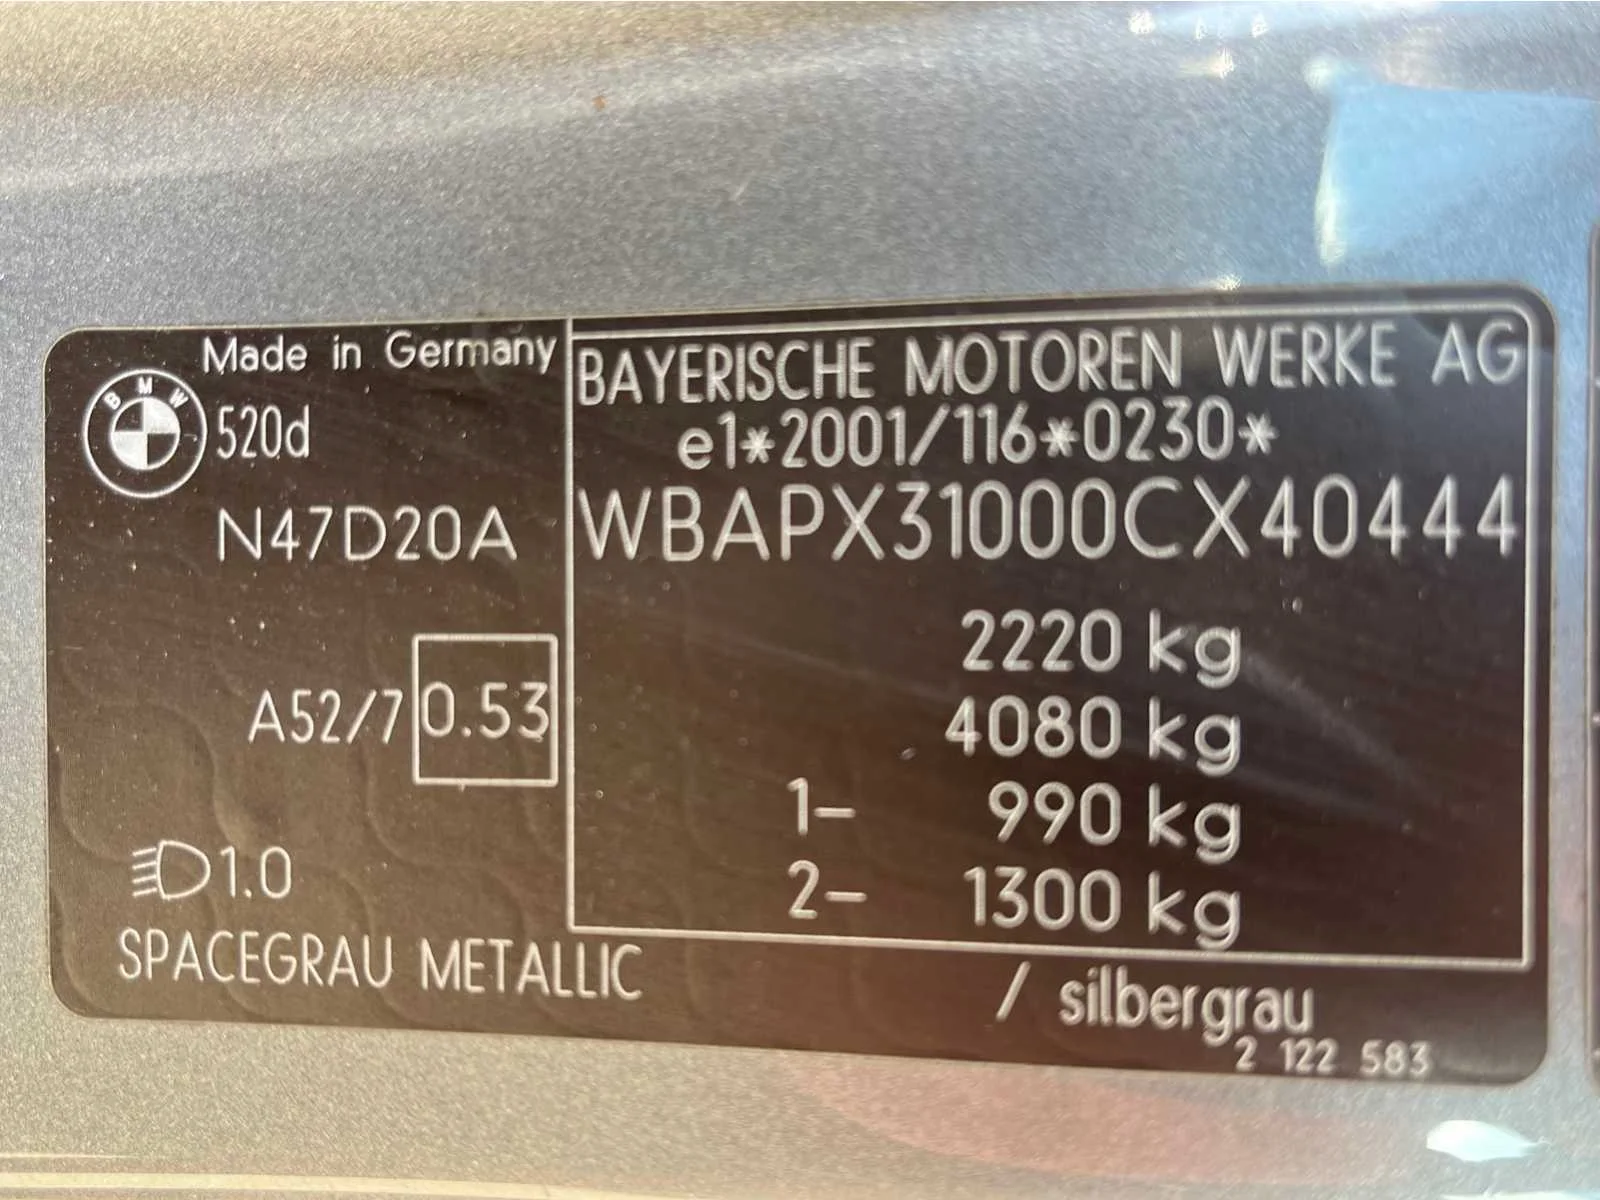 Made in Germany
BMW
520d
N47D20A
A52/7 0.53
1.0
SPACEGRAU METALLIC
BAYERISCHE MOTOREN WERKE AG
e1*2001/116*0230*
WBAPX31000CX40444
2220 kg
4080 kg
1- 990 kg
2- 1300 kg
/ silbergrau
2 122 583